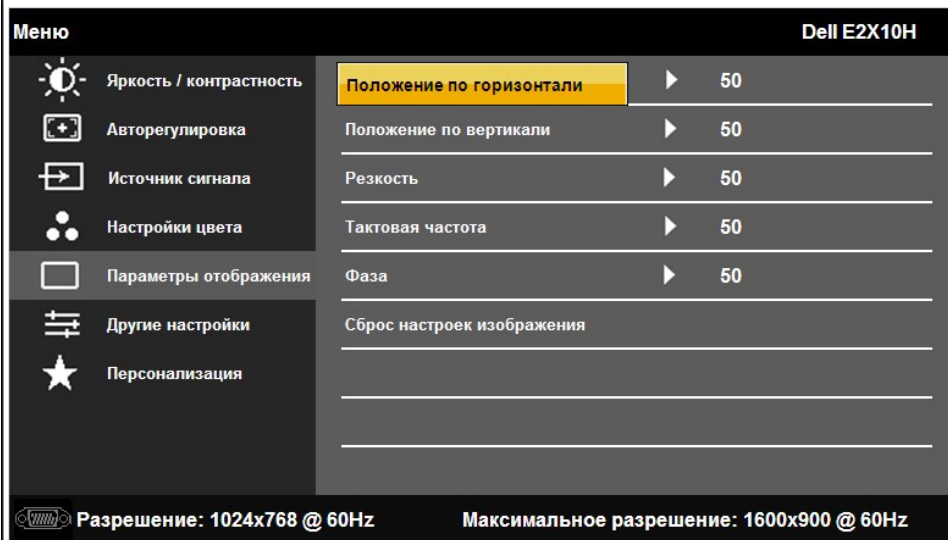 Меню Dell E2X10H
Яркость / контрастность Положение по горизонтали 50
Авторегулировка Положение по вертикали 50
Источник сигнала Резкость 50
Настройки цвета Тактовая частота 50
Параметры отображения Фаза 50
Другие настройки Сброс настроек изображения
Персонализация
Разрешение: 1024x768 @ 60Hz Максимальное разрешение: 1600x900 @ 60Hz